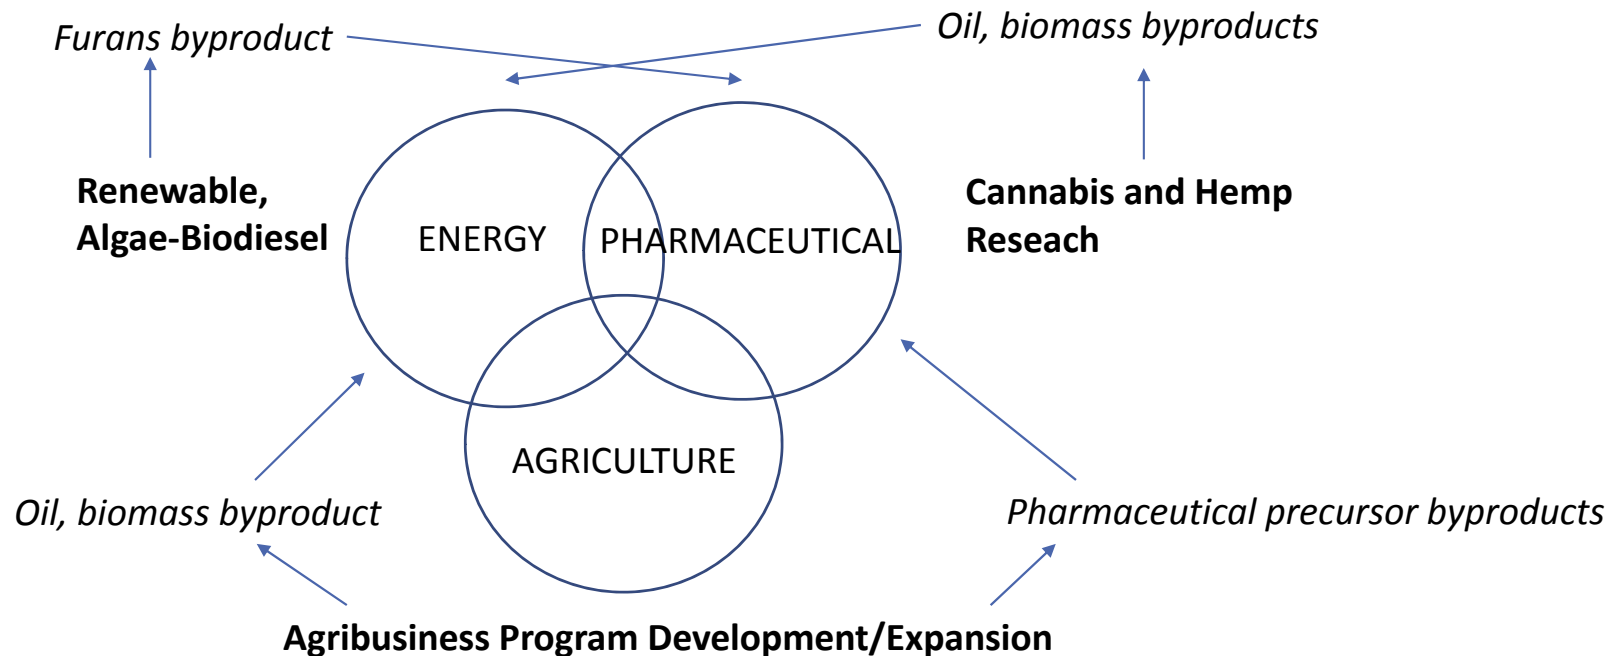 Furans byproduct
Oil, biomass byproducts
Renewable,
Algae-Biodiesel
ENERGY
PHARMACEUTICAL
Cannabis and Hemp
Reseach
AGRICULTURE
Oil, biomass byproduct
Pharmaceutical precursor byproducts
Agribusiness Program Development/Expansion